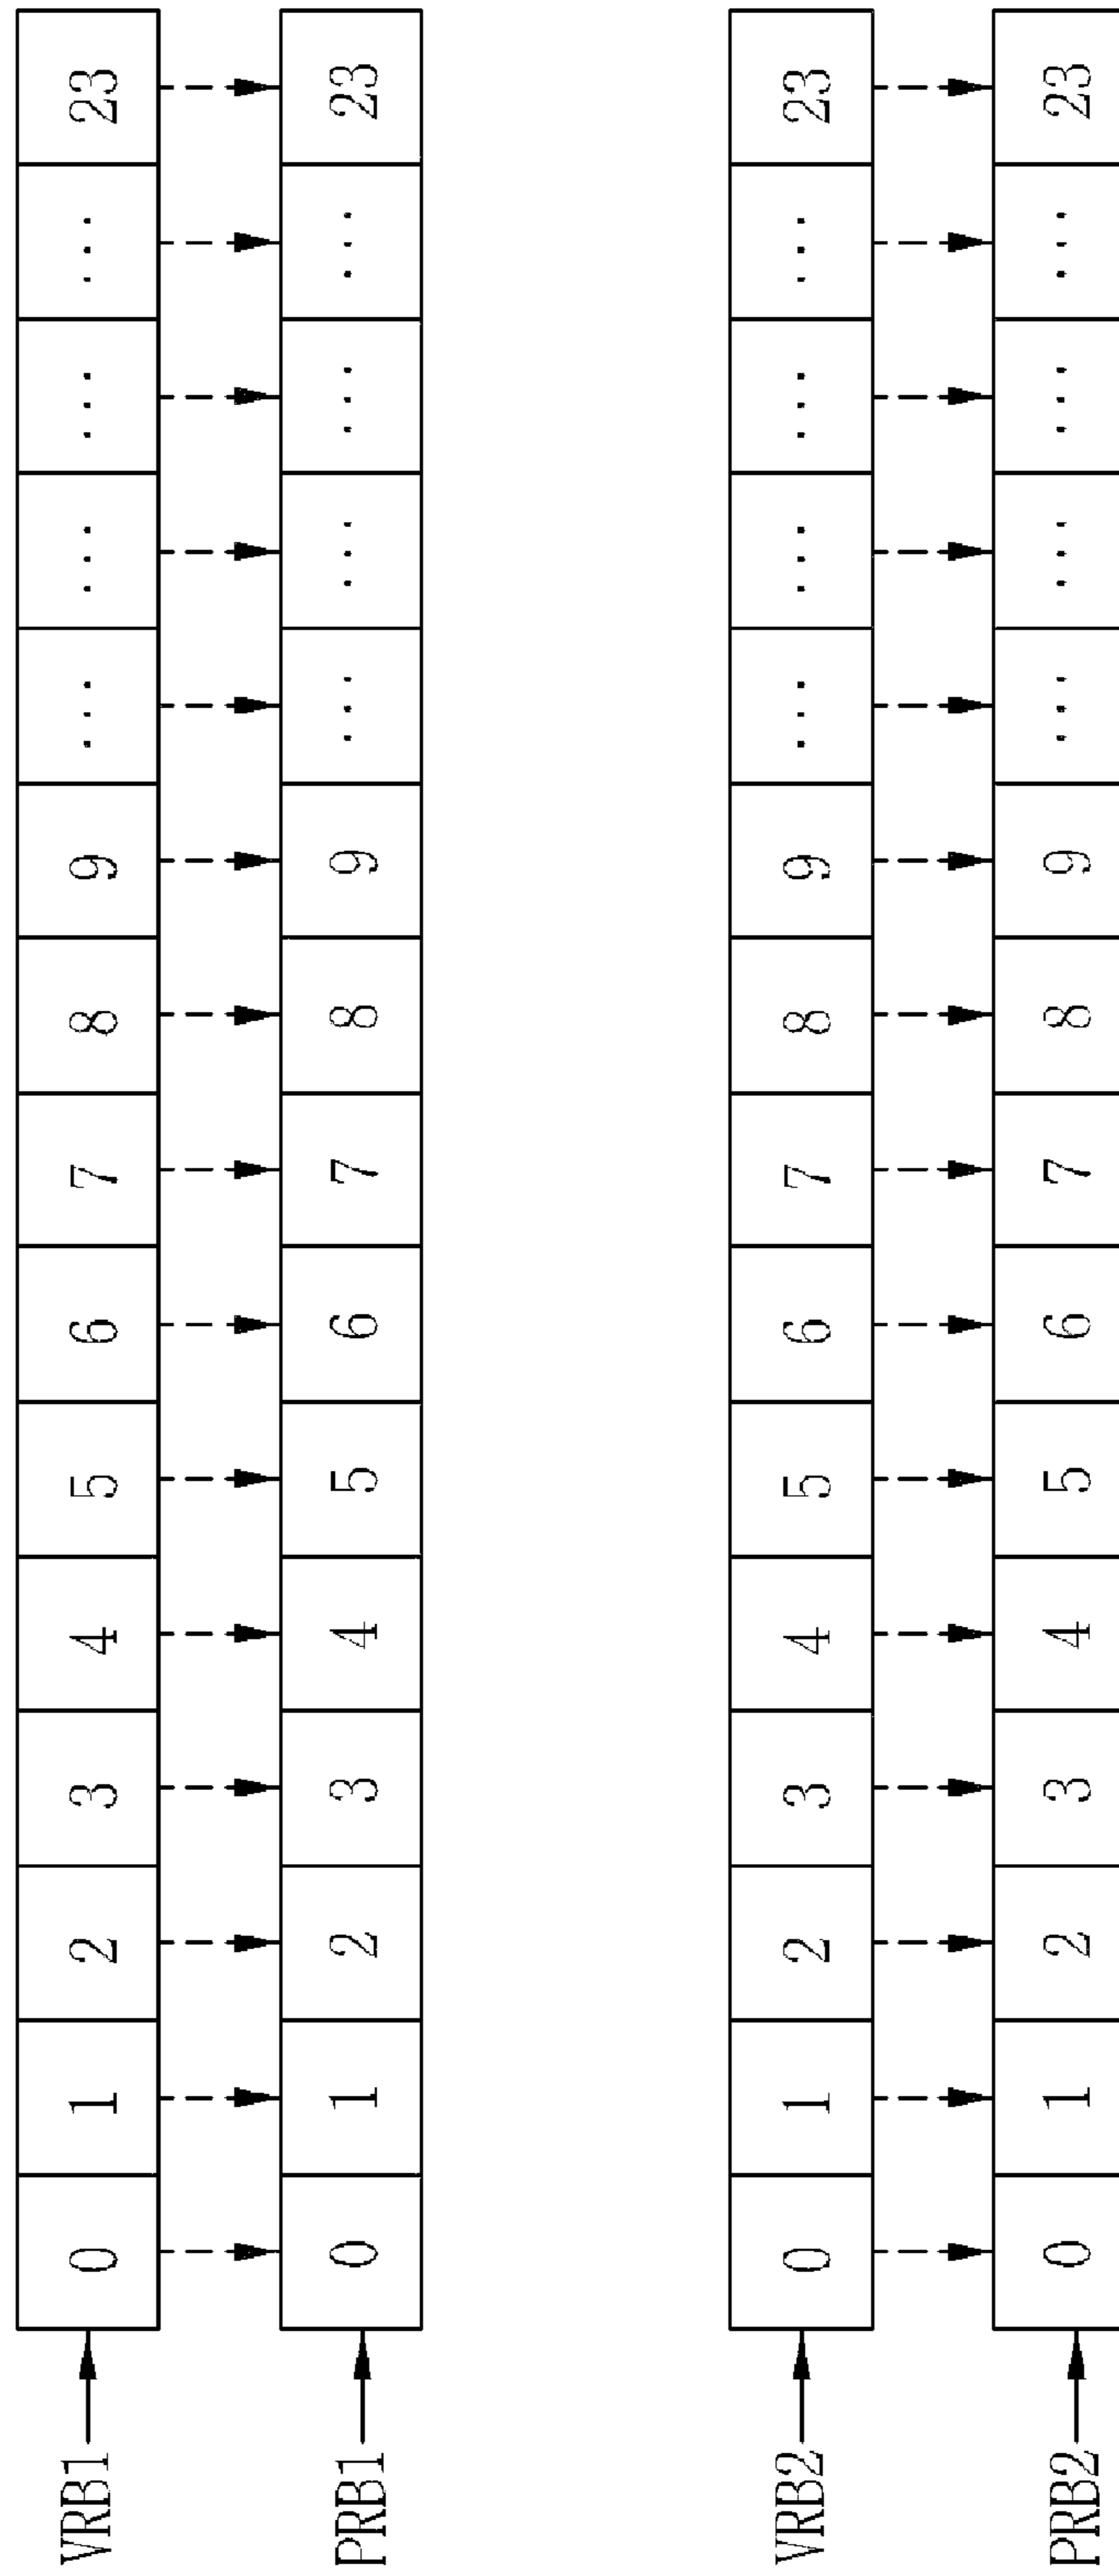 VRB1 0 1 2 3 4 5 6 7 8 9 ... ... ... ... 23
PRB1 0 1 2 3 4 5 6 7 8 9 ... ... ... ... 23
VRB2 0 1 2 3 4 5 6 7 8 9 ... ... ... ... 23
PRB2 0 1 2 3 4 5 6 7 8 9 ... ... ... ... 23